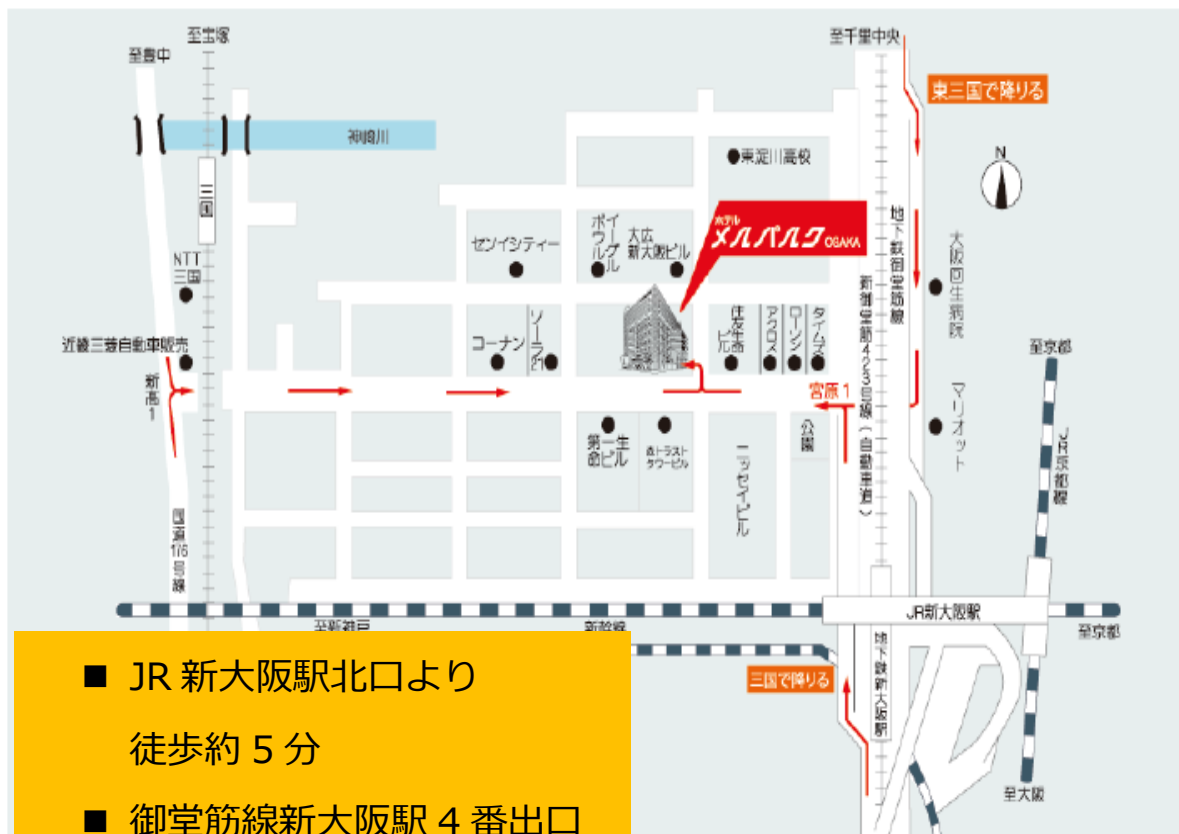 至宝塚
至豊中
至千里中央
東三国で降りる
神崎川
東淀川高校
N
三国
ホテル
メルパルク OSAKA
地下鉄御堂筋線
センイシティー
イーグル
ボウル
大広
新大阪ビル
大阪回生病院
NTT
三国
新御堂筋423号線(自動車道)
近畿三菱自動車販売
コーナン
ソーラ21
住友生命
ビル
アクロス
ローソン
タイムズ
至京都
新高1
宮原1
マリオット
JR京都線
第一生
命ビル
森トラスト
タワービル
ニッセイビル
公園
国道176号線
JR新大阪駅
至新神戸
新幹線
至京都
地下鉄新大阪駅
三国で降りる
至大阪
■ JR 新大阪駅北口より
徒歩約 5 分
■ 御堂筋線新大阪駅 4 番出口